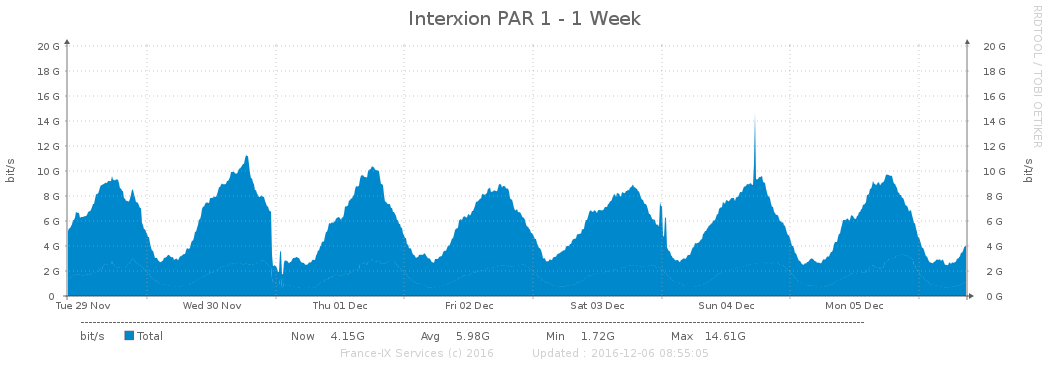 Interxion PAR 1 - 1 Week
RRDTOOL / TOBI OETIKER
20 G 20 G
18 G 18 G
16 G 16 G
14 G 14 G
12 G 12 G
10 G 10 G
8 G 8 G
6 G 6 G
4 G 4 G
2 G 2 G
0 0 G
bit/s
bit/s
Tue 29 Nov Wed 30 Nov Thu 01 Dec Fri 02 Dec Sat 03 Dec Sun 04 Dec Mon 05 Dec
bit/s Total Now 4.15G Avg 5.98G Min 1.72G Max 14.61G
France-IX Services (c) 2016 Updated : 2016-12-06 08:55:05